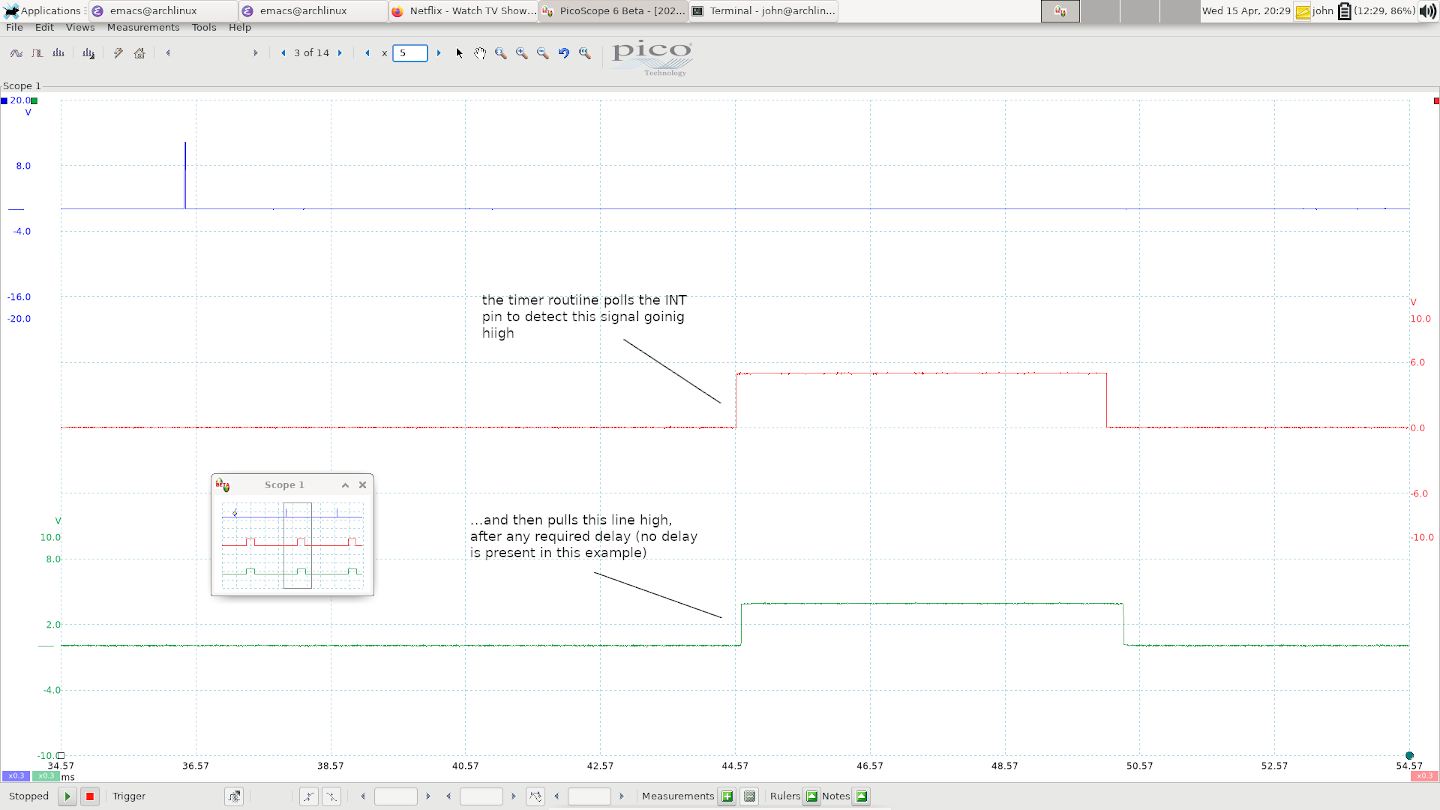 Applications
emacs@archlinux
emacs@archlinux
Netflix - Watch TV Show...
PicoScope 6 Beta - [202...
Terminal - john@archlin...
Wed 15 Apr, 20:29
john
(12:29, 86%)
File Edit Views Measurements Tools Help
3 of 14
x 5
pico
Technology
Scope 1
20.0
V
8.0
-4.0
-16.0
-20.0
the timer routiine polls the INT
pin to detect this signal goinig
hiigh
V
10.0
6.0
0.0
-6.0
-10.0
BETA
Scope 1
...and then pulls this line high,
after any required delay (no delay
is present in this example)
V
10.0
8.0
2.0
-4.0
-10.0
34.57 36.57 38.57 40.57 42.57 44.57 46.57 48.57 50.57 52.57 54.57
x0.3 x0.3 ms x0.3
Stopped Trigger Measurements Rulers Notes